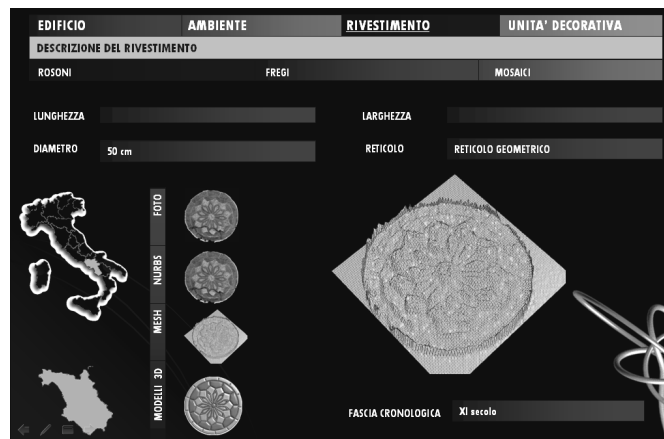 EDIFICIO AMBIENTE RIVESTIMENTO UNITA' DECORATIVA
DESCRIZIONE DEL RIVESTIMENTO
ROSONI FREGI MOSAICI
LUNGHEZZA LARGHEZZA
DIAMETRO 50 cm RETICOLO RETICOLO GEOMETRICO
FOTO
NURBS
MESH
MODELLI 3D
FASCIA CRONOLOGICA XI secolo